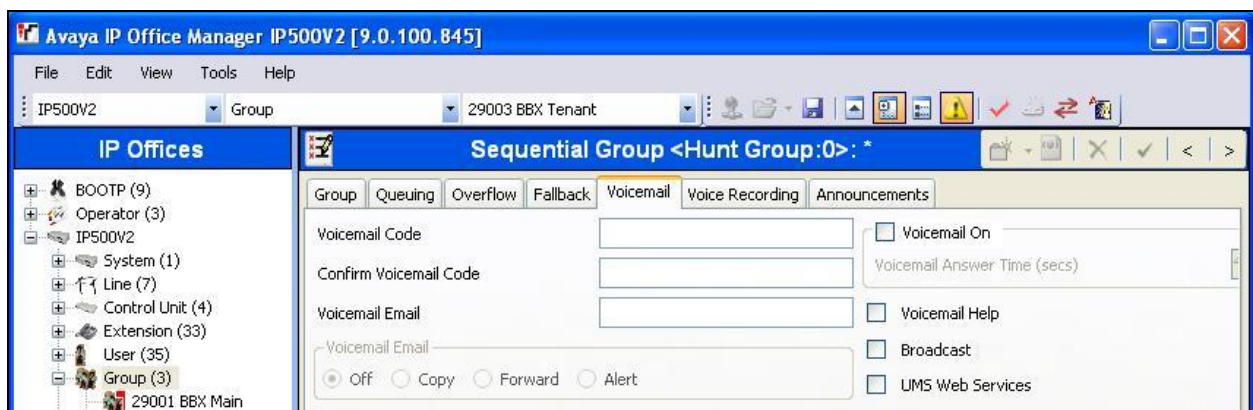 Avaya IP Office Manager IP500V2 [9.0.100.845]
File Edit View Tools Help
IP500V2 Group 29003 BBX Tenant
IP Offices
BOOTP (9)
Operator (3)
IP500V2
System (1)
Line (7)
Control Unit (4)
Extension (33)
User (35)
Group (3)
29001 BBX Main
Sequential Group <Hunt Group:0>: *
Group Queuing Overflow Fallback Voicemail Voice Recording Announcements
Voicemail Code
Confirm Voicemail Code
Voicemail Email
Voicemail Email
Off Copy Forward Alert
Voicemail On
Voicemail Answer Time (secs)
Voicemail Help
Broadcast
UMS Web Services